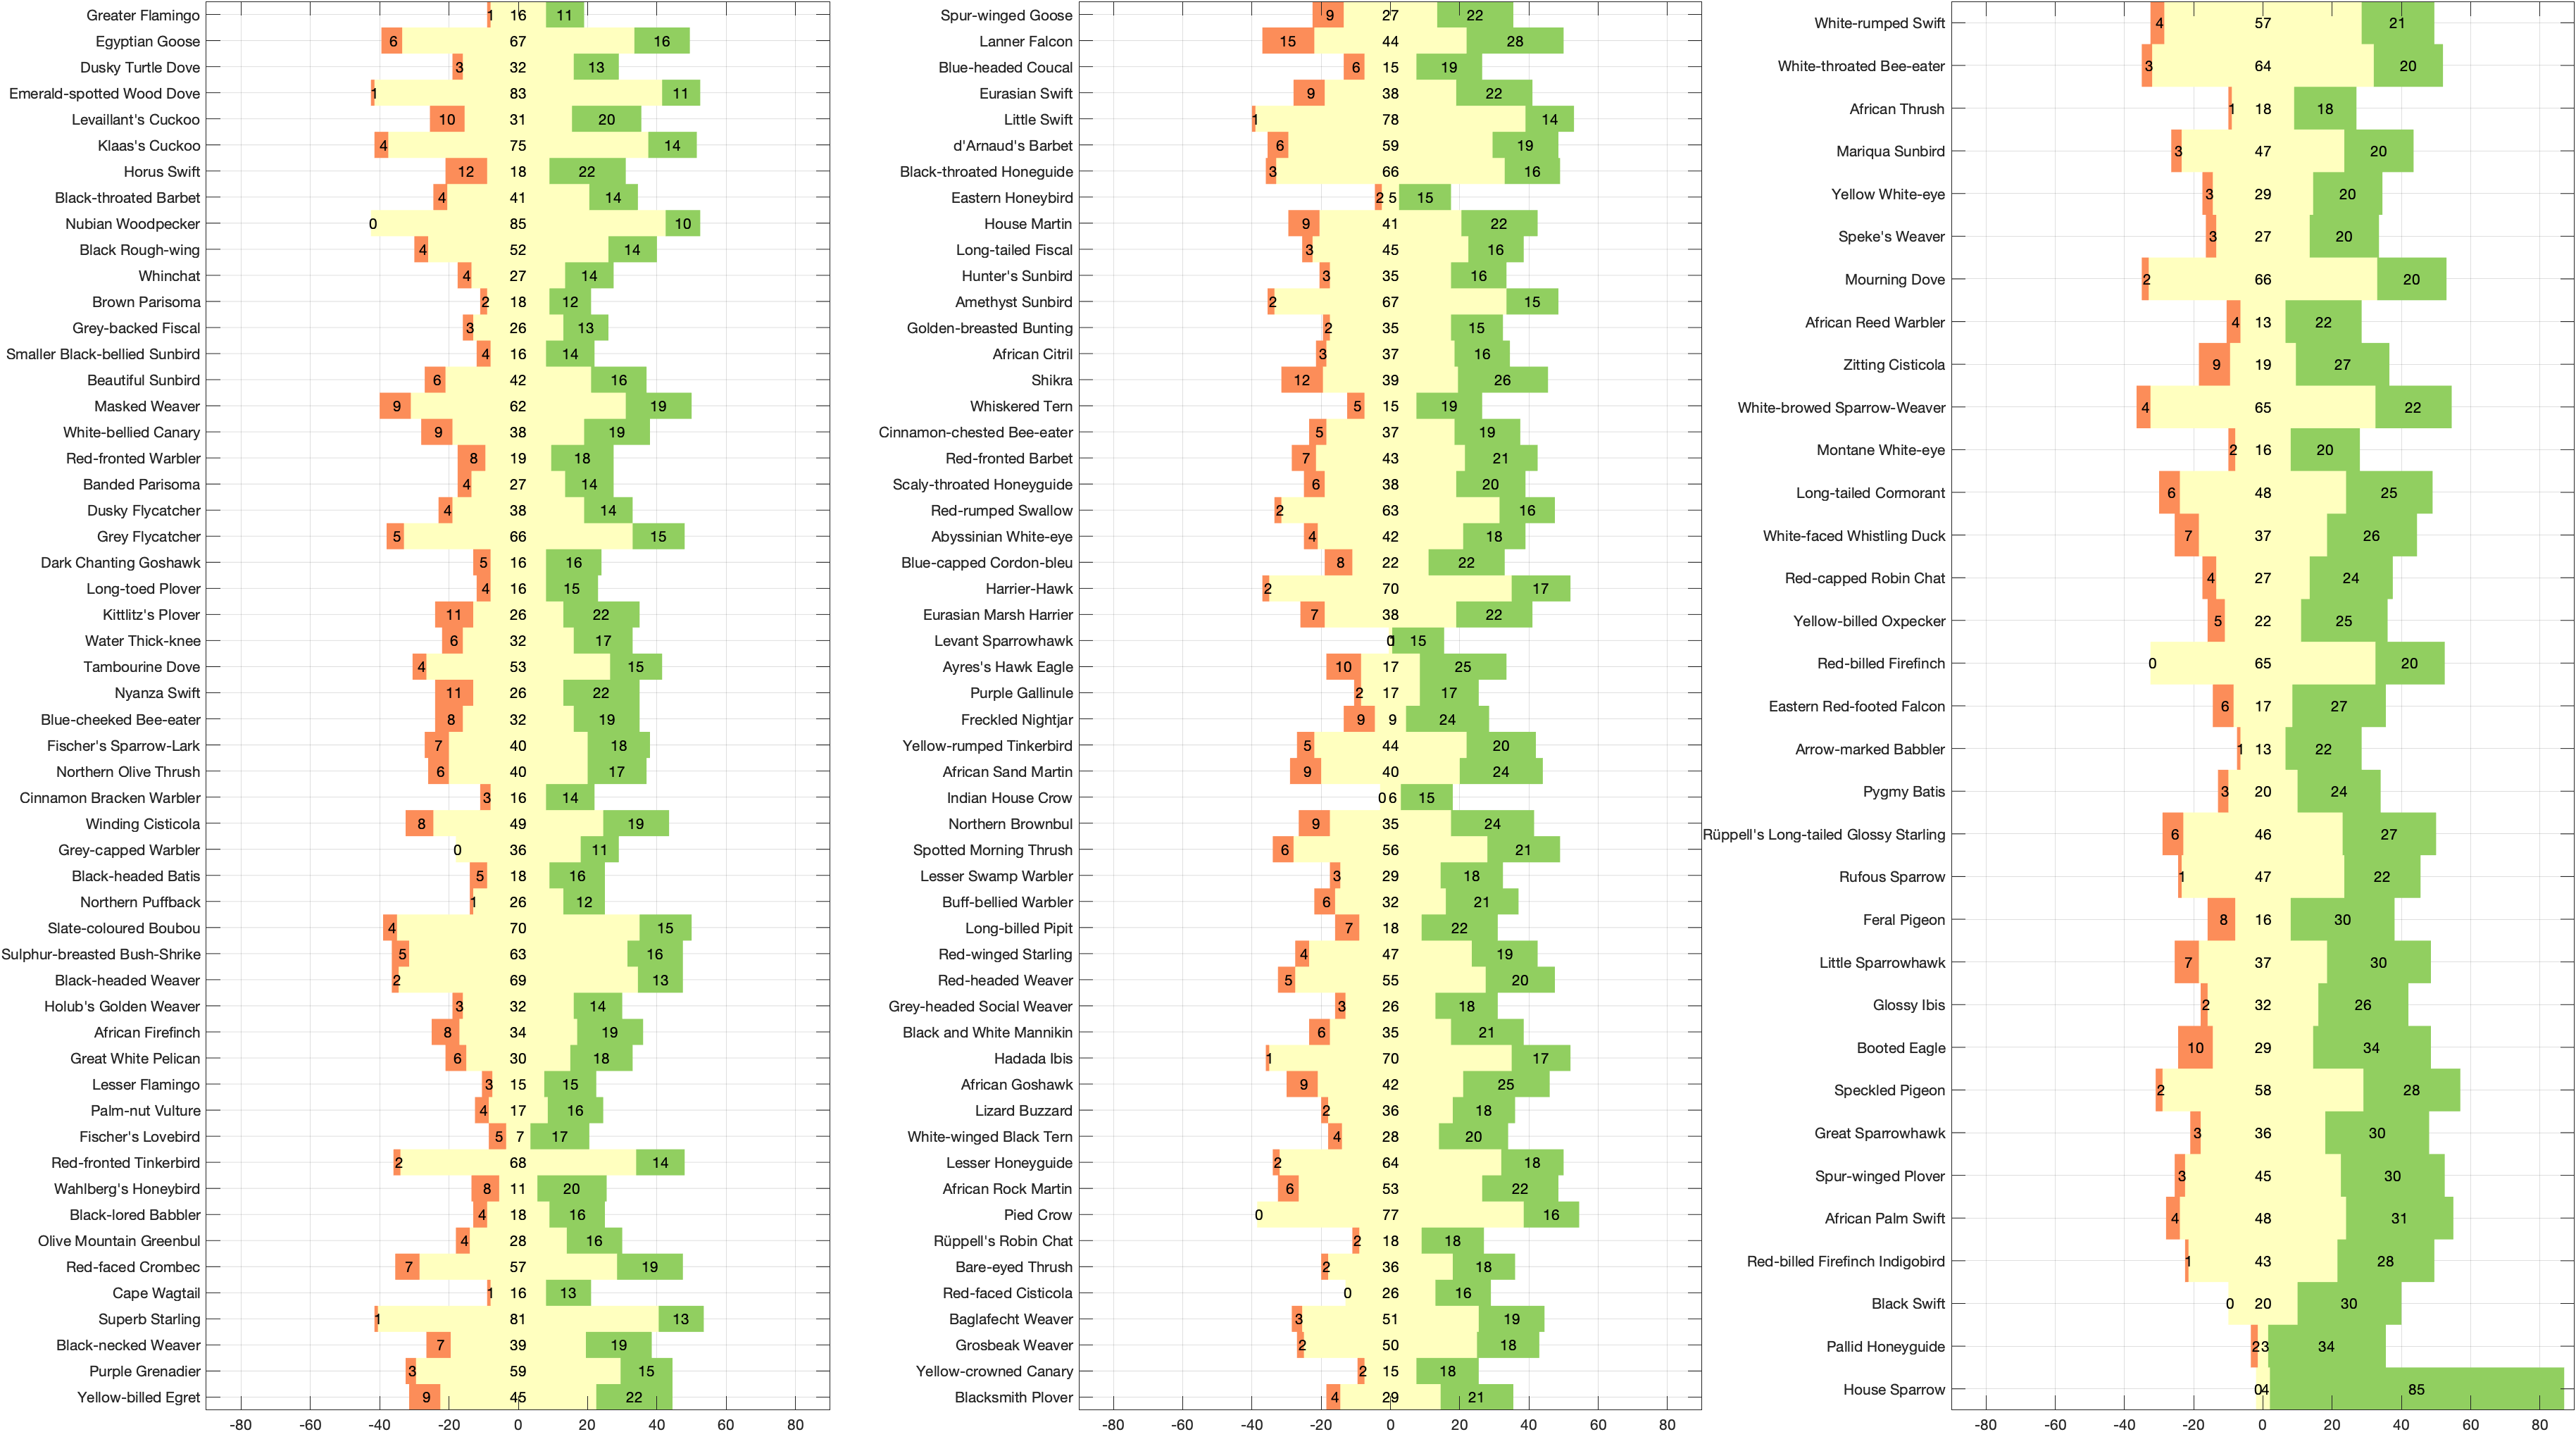 Greater Flamingo 1 16 11
Egyptian Goose 6 67 16
Dusky Turtle Dove 3 32 13
Emerald-spotted Wood Dove 1 83 11
Levaillant's Cuckoo 10 31 20
Klaas's Cuckoo 4 75 14
Horus Swift 12 18 22
Black-throated Barbet 4 41 14
Nubian Woodpecker 0 85 10
Black Rough-wing 4 52 14
Whinchat 4 27 14
Brown Parisoma 2 18 12
Grey-backed Fiscal 3 26 13
Smaller Black-bellied Sunbird 4 16 14
Beautiful Sunbird 6 42 16
Masked Weaver 9 62 19
White-bellied Canary 9 38 19
Red-fronted Warbler 8 19 18
Banded Parisoma 4 27 14
Dusky Flycatcher 4 38 14
Grey Flycatcher 5 66 15
Dark Chanting Goshawk 5 16 16
Long-toed Plover 4 16 15
Kittlitz's Plover 11 26 22
Water Thick-knee 6 32 17
Tambourine Dove 4 53 15
Nyanza Swift 11 26 22
Blue-cheeked Bee-eater 8 32 19
Fischer's Sparrow-Lark 7 40 18
Northern Olive Thrush 6 40 17
Cinnamon Bracken Warbler 3 16 14
Winding Cisticola 8 49 19
Grey-capped Warbler 0 36 11
Black-headed Batis 5 18 16
Northern Puffback 1 26 12
Slate-coloured Boubou 4 70 15
Sulphur-breasted Bush-Shrike 5 63 16
Black-headed Weaver 2 69 13
Holub's Golden Weaver 3 32 14
African Firefinch 8 34 19
Great White Pelican 6 30 18
Lesser Flamingo 3 15 15
Palm-nut Vulture 4 17 16
Fischer's Lovebird 5 7 17
Red-fronted Tinkerbird 2 68 14
Wahlberg's Honeybird 8 11 20
Black-lored Babbler 4 18 16
Olive Mountain Greenbul 4 28 16
Red-faced Crombec 7 57 19
Cape Wagtail 1 16 13
Superb Starling 1 81 13
Black-necked Weaver 7 39 19
Purple Grenadier 3 59 15
Yellow-billed Egret 9 45 22
-80 -60 -40 -20 0 20 40 60 80
Spur-winged Goose 9 27 22
Lanner Falcon 15 44 28
Blue-headed Coucal 6 15 19
Eurasian Swift 9 38 22
Little Swift 1 78 14
d'Arnaud's Barbet 6 59 19
Black-throated Honeguide 3 66 16
Eastern Honeybird 2 5 15
House Martin 9 41 22
Long-tailed Fiscal 3 45 16
Hunter's Sunbird 3 35 16
Amethyst Sunbird 2 67 15
Golden-breasted Bunting 2 35 15
African Citril 3 37 16
Shikra 12 39 26
Whiskered Tern 5 15 19
Cinnamon-chested Bee-eater 5 37 19
Red-fronted Barbet 7 43 21
Scaly-throated Honeyguide 6 38 20
Red-rumped Swallow 2 63 16
Abyssinian White-eye 4 42 18
Blue-capped Cordon-bleu 8 22 22
Harrier-Hawk 2 70 17
Eurasian Marsh Harrier 7 38 22
Levant Sparrowhawk 15
Ayres's Hawk Eagle 10 17 25
Purple Gallinule 2 17 17
Freckled Nightjar 9 9 24
Yellow-rumped Tinkerbird 5 44 20
African Sand Martin 9 40 24
Indian House Crow 0 6 15
Northern Brownbul 9 35 24
Spotted Morning Thrush 6 56 21
Lesser Swamp Warbler 3 29 18
Buff-bellied Warbler 6 32 21
Long-billed Pipit 7 18 22
Red-winged Starling 4 47 19
Red-headed Weaver 5 55 20
Grey-headed Social Weaver 3 26 18
Black and White Mannikin 6 35 21
Hadada Ibis 1 70 17
African Goshawk 9 42 25
Lizard Buzzard 2 36 18
White-winged Black Tern 4 28 20
Lesser Honeyguide 2 64 18
African Rock Martin 6 53 22
Pied Crow 0 77 16
Rüppell's Robin Chat 2 18 18
Bare-eyed Thrush 2 36 18
Red-faced Cisticola 0 26 16
Baglafecht Weaver 3 51 19
Grosbeak Weaver 2 50 18
Yellow-crowned Canary 2 15 18
Blacksmith Plover 4 29 21
-80 -60 -40 -20 0 20 40 60 80
White-rumped Swift 4 57 21
White-throated Bee-eater 3 64 20
African Thrush 1 18 18
Mariqua Sunbird 3 47 20
Yellow White-eye 3 29 20
Speke's Weaver 3 27 20
Mourning Dove 2 66 20
African Reed Warbler 4 13 22
Zitting Cisticola 9 19 27
White-browed Sparrow-Weaver 4 65 22
Montane White-eye 2 16 20
Long-tailed Cormorant 6 48 25
White-faced Whistling Duck 7 37 26
Red-capped Robin Chat 4 27 24
Yellow-billed Oxpecker 5 22 25
Red-billed Firefinch 0 65 20
Eastern Red-footed Falcon 6 17 27
Arrow-marked Babbler 1 13 22
Pygmy Batis 3 20 24
Rüppell's Long-tailed Glossy Starling 6 46 27
Rufous Sparrow 1 47 22
Feral Pigeon 8 16 30
Little Sparrowhawk 7 37 30
Glossy Ibis 2 32 26
Booted Eagle 10 29 34
Speckled Pigeon 2 58 28
Great Sparrowhawk 3 36 30
Spur-winged Plover 3 45 30
African Palm Swift 4 48 31
Red-billed Firefinch Indigobird 1 43 28
Black Swift 0 20 30
Pallid Honeyguide 2 3 34
House Sparrow 0 4 85
-80 -60 -40 -20 0 20 40 60 80